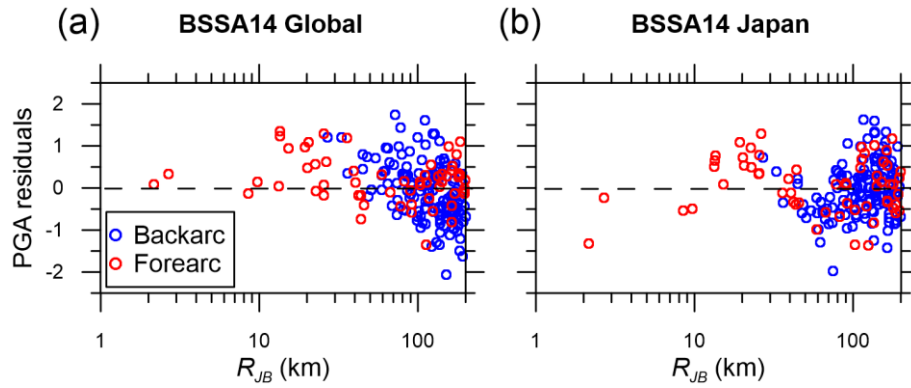 (a) BSSA14 Global
PGA residuals
2
1
0
-1
-2
Backarc
Forearc
1 10 100
R_JB (km)
(b) BSSA14 Japan
1 10 100
R_JB (km)